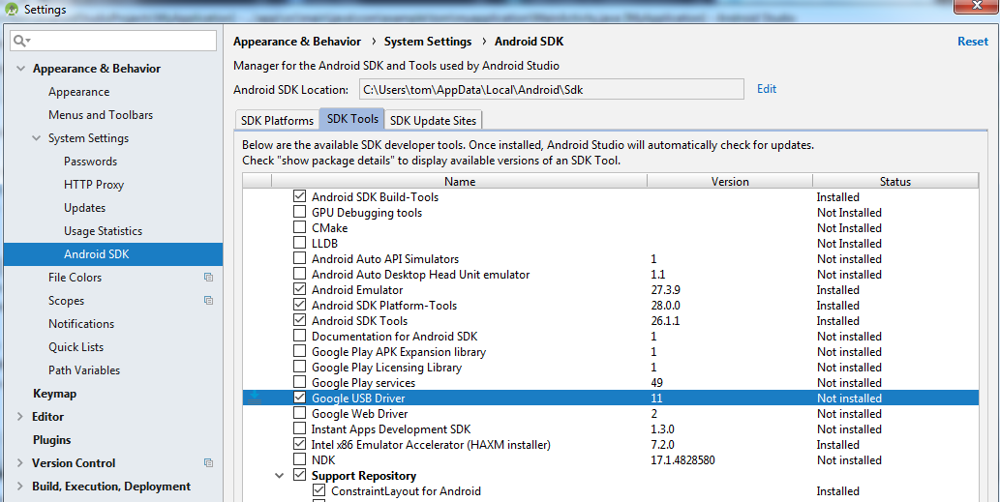 Settings
Appearance & Behavior
Appearance
Menus and Toolbars
System Settings
Passwords
HTTP Proxy
Updates
Usage Statistics
Android SDK
File Colors
Scopes
Notifications
Quick Lists
Path Variables
Keymap
Editor
Plugins
Version Control
Build, Execution, Deployment
Appearance & Behavior › System Settings › Android SDK
Reset
Manager for the Android SDK and Tools used by Android Studio
Android SDK Location: C:\Users\tom\AppData\Local\Android\Sdk Edit
SDK Platforms SDK Tools SDK Update Sites
Below are the available SDK developer tools. Once installed, Android Studio will automatically check for updates.
Check "show package details" to display available versions of an SDK Tool.
Name Version Status
Android SDK Build-Tools Installed
GPU Debugging tools Not Installed
CMake Not Installed
LLDB Not Installed
Android Auto API Simulators 1 Not installed
Android Auto Desktop Head Unit emulator 1.1 Not installed
Android Emulator 27.3.9 Installed
Android SDK Platform-Tools 28.0.0 Installed
Android SDK Tools 26.1.1 Installed
Documentation for Android SDK 1 Not installed
Google Play APK Expansion library 1 Not installed
Google Play Licensing Library 1 Not installed
Google Play services 49 Not installed
Google USB Driver 11 Not installed
Google Web Driver 2 Not installed
Instant Apps Development SDK 1.3.0 Not installed
Intel x86 Emulator Accelerator (HAXM installer) 7.2.0 Installed
NDK 17.1.4828580 Not installed
Support Repository
ConstraintLayout for Android Installed